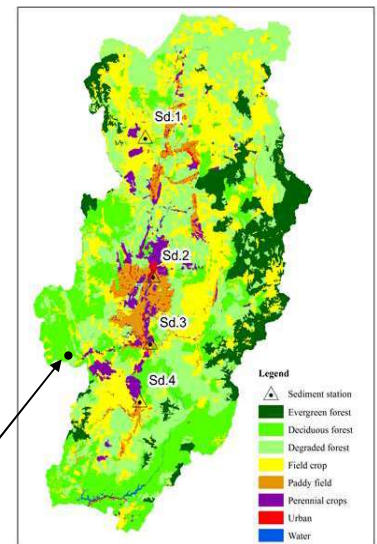 Sd.1
Sd.2
Sd.3
Sd.4
Legend
Sediment station
Evergreen forest
Deciduous forest
Degraded forest
Field crop
Paddy field
Perennial crops
Urban
Water